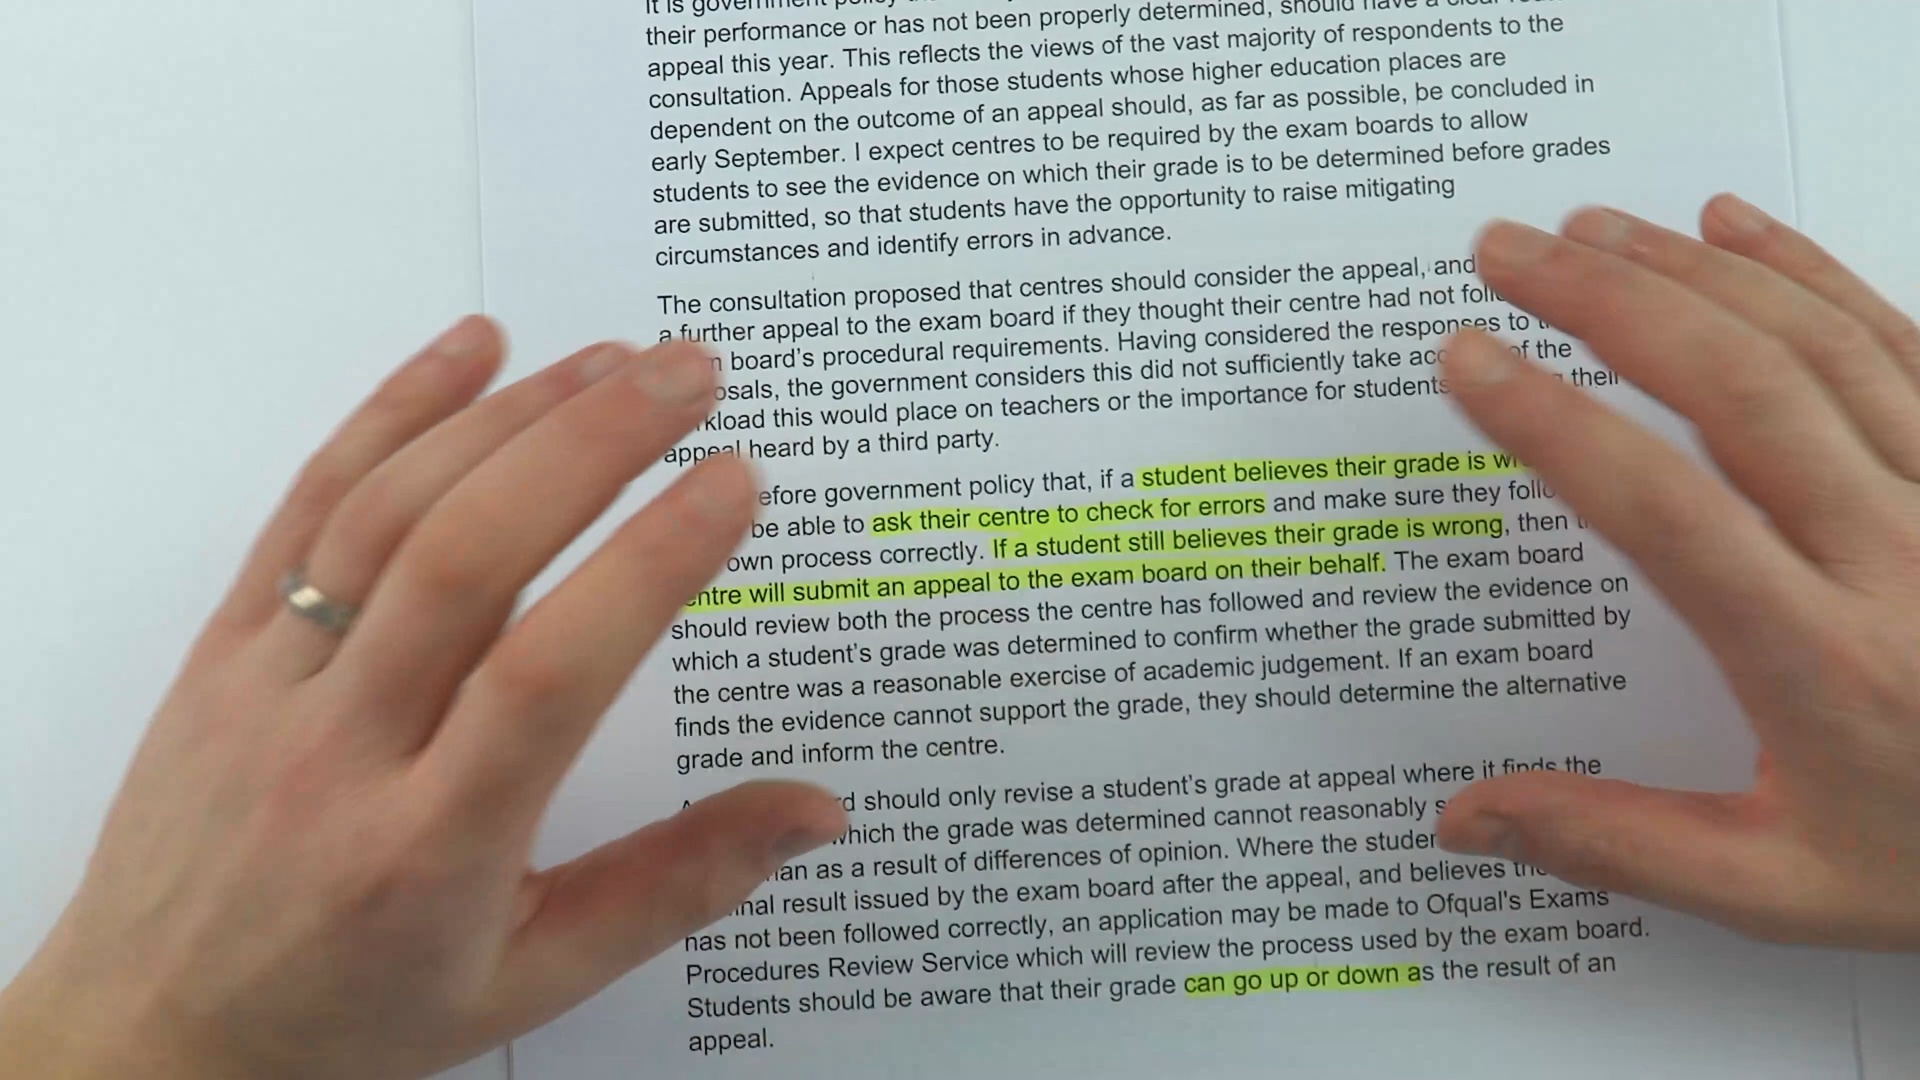 It is government policy
their performance or has not been properly determined, should have a clear
appeal this year. This reflects the views of the vast majority of respondents to the
consultation. Appeals for those students whose higher education places are
dependent on the outcome of an appeal should, as far as possible, be concluded in
early September. I expect centres to be required by the exam boards to allow
students to see the evidence on which their grade is to be determined before grades
are submitted, so that students have the opportunity to raise mitigating
circumstances and identify errors in advance.
The consultation proposed that centres should consider the appeal, and
a further appeal to the exam board if they thought their centre had not
board's procedural requirements. Having considered the responses to
the government considers this did not sufficiently take of the
this would place on teachers or the importance for students their
appeal heard by a third party.
government policy that, if a student believes their grade is
be able to ask their centre to check for errors and make sure they
own process correctly. If a student still believes their grade is wrong, then
centre will submit an appeal to the exam board on their behalf. The exam board
should review both the process the centre has followed and review the evidence on
which a student's grade was determined to confirm whether the grade submitted by
the centre was a reasonable exercise of academic judgement. If an exam board
finds the evidence cannot support the grade, they should determine the alternative
grade and inform the centre.
should only revise a student's grade at appeal where it finds the
which the grade was determined cannot reasonably
as a result of differences of opinion. Where the
result issued by the exam board after the appeal, and believes
has not been followed correctly, an application may be made to Ofqual's Exams
Procedures Review Service which will review the process used by the exam board.
Students should be aware that their grade can go up or down as the result of an
appeal.